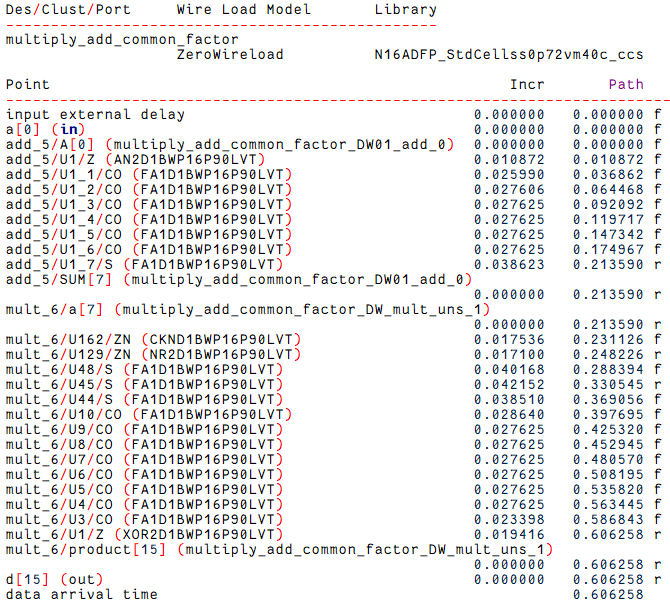 Des/Clust/Port     Wire Load Model       Library
------------------------------------------------
multiply_add_common_factor
                   ZeroWireload          N16ADFP_StdCellss0p72vm40c_ccs
Point                                                   Incr       Path
--------------------------------------------------------------------------
input external delay                                0.000000   0.000000 f
a[0] (in)                                           0.000000   0.000000 f
add_5/A[0] (multiply_add_common_factor_DW01_add_0)  0.000000   0.000000 f
add_5/U1/Z (AN2D1BWP16P90LVT)                       0.010872   0.010872 f
add_5/U1_1/CO (FA1D1BWP16P90LVT)                    0.025990   0.036862 f
add_5/U1_2/CO (FA1D1BWP16P90LVT)                    0.027606   0.064468 f
add_5/U1_3/CO (FA1D1BWP16P90LVT)                    0.027625   0.092092 f
add_5/U1_4/CO (FA1D1BWP16P90LVT)                    0.027625   0.119717 f
add_5/U1_5/CO (FA1D1BWP16P90LVT)                    0.027625   0.147342 f
add_5/U1_6/CO (FA1D1BWP16P90LVT)                    0.027625   0.174967 f
add_5/U1_7/S (FA1D1BWP16P90LVT)                     0.038623   0.213590 r
add_5/SUM[7] (multiply_add_common_factor_DW01_add_0)
                                                    0.000000   0.213590 r
mult_6/a[7] (multiply_add_common_factor_DW_mult_uns_1)
                                                    0.000000   0.213590 r
mult_6/U162/ZN (CKND1BWP16P90LVT)                   0.017536   0.231126 f
mult_6/U129/ZN (NR2D1BWP16P90LVT)                   0.017100   0.248226 r
mult_6/U48/S (FA1D1BWP16P90LVT)                     0.040168   0.288394 f
mult_6/U45/S (FA1D1BWP16P90LVT)                     0.042152   0.330545 r
mult_6/U44/S (FA1D1BWP16P90LVT)                     0.038510   0.369056 f
mult_6/U10/CO (FA1D1BWP16P90LVT)                    0.028640   0.397695 f
mult_6/U9/CO (FA1D1BWP16P90LVT)                     0.027625   0.425320 f
mult_6/U8/CO (FA1D1BWP16P90LVT)                     0.027625   0.452945 f
mult_6/U7/CO (FA1D1BWP16P90LVT)                     0.027625   0.480570 f
mult_6/U6/CO (FA1D1BWP16P90LVT)                     0.027625   0.508195 f
mult_6/U5/CO (FA1D1BWP16P90LVT)                     0.027625   0.535820 f
mult_6/U4/CO (FA1D1BWP16P90LVT)                     0.027625   0.563445 f
mult_6/U3/CO (FA1D1BWP16P90LVT)                     0.023398   0.586843 f
mult_6/U1/Z (XOR2D1BWP16P90LVT)                     0.019416   0.606258 r
mult_6/product[15] (multiply_add_common_factor_DW_mult_uns_1)
                                                    0.000000   0.606258 r
d[15] (out)                                         0.000000   0.606258 r
data arrival time                                              0.606258